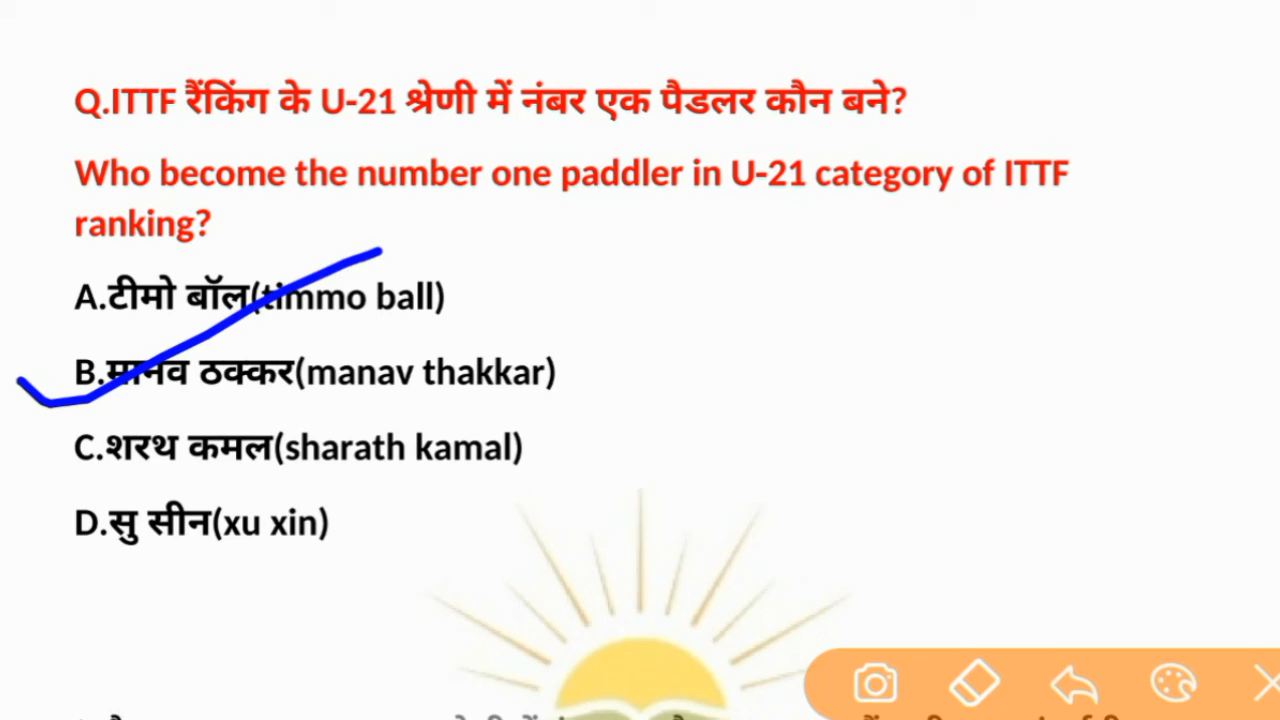 Q.ITTF रैंकिंग के U-21 श्रेणी में नंबर एक पैडलर कौन बने?
Who become the number one paddler in U-21 category of ITTF
ranking?
A.टीमो बॉल(timmo ball)
B.मानव ठक्कर(manav thakkar)
C.शरथ कमल(sharath kamal)
D.सु सीन(xu xin)